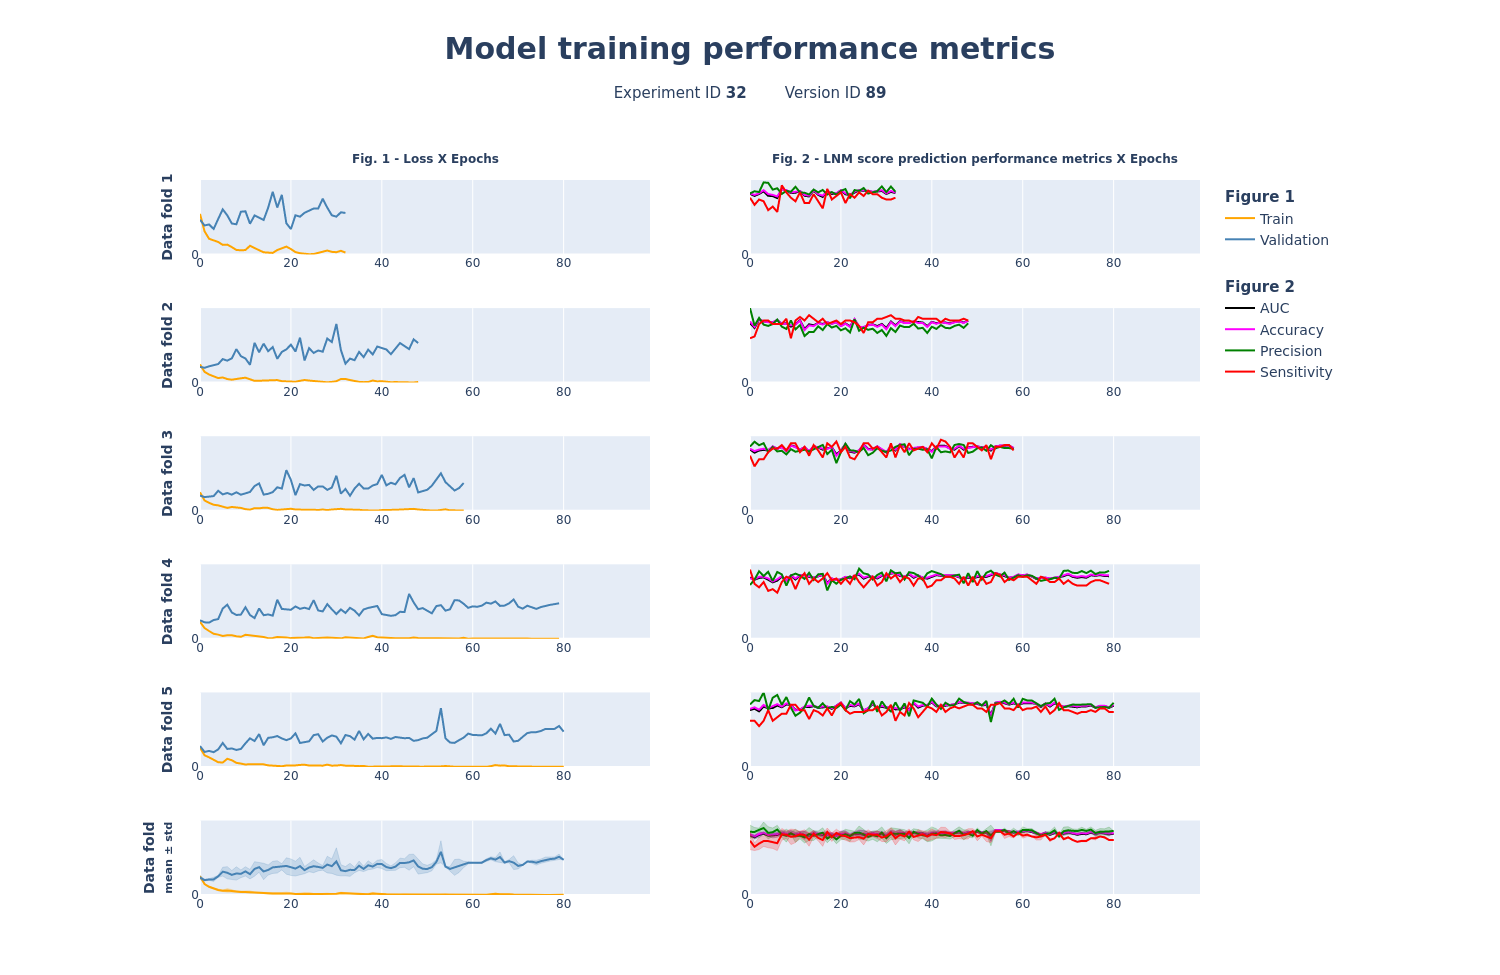 Model training performance metrics
Experiment ID 32 Version ID 89
Fig. 1 - Loss X Epochs
Fig. 2 - LNM score prediction performance metrics X Epochs
Data fold 1
0
0 20 40 60 80
0
0 20 40 60 80
Figure 1
Train
Validation
Figure 2
AUC
Accuracy
Precision
Sensitivity
Data fold 2
0
0 20 40 60 80
0
0 20 40 60 80
Data fold 3
0
0 20 40 60 80
0
0 20 40 60 80
Data fold 4
0
0 20 40 60 80
0
0 20 40 60 80
Data fold 5
0
0 20 40 60 80
0
0 20 40 60 80
Data fold
mean ± std
0
0 20 40 60 80
0
0 20 40 60 80